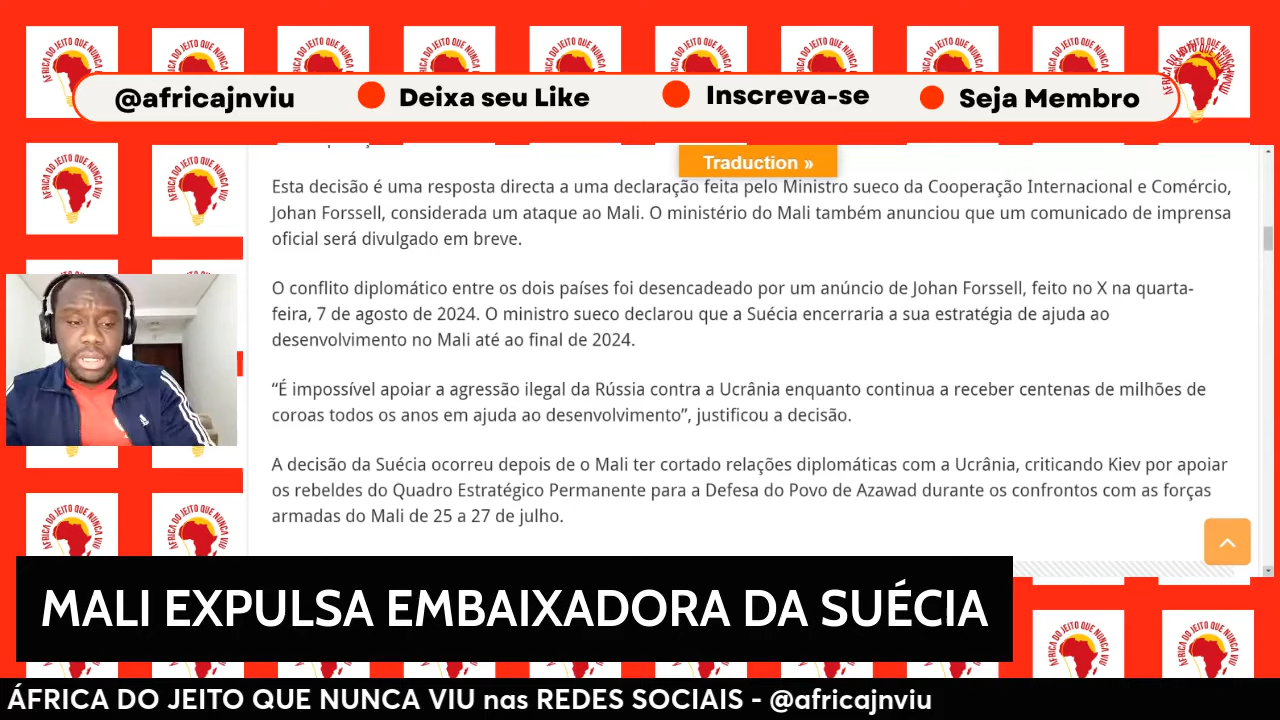 ÁFRICA DO JEITO QUE NUNCA VIU
@africajnviu
Deixa seu Like
Inscreva-se
Seja Membro
Traduction »
Esta decisão é uma resposta directa a uma declaração feita pelo Ministro sueco da Cooperação Internacional e Comércio,
Johan Forssell, considerada um ataque ao Mali. O ministério do Mali também anunciou que um comunicado de imprensa
oficial será divulgado em breve.
O conflito diplomático entre os dois países foi desencadeado por um anúncio de Johan Forssell, feito no X na quarta-
feira, 7 de agosto de 2024. O ministro sueco declarou que a Suécia encerraria a sua estratégia de ajuda ao
desenvolvimento no Mali até ao final de 2024.
“É impossível apoiar a agressão ilegal da Rússia contra a Ucrânia enquanto continua a receber centenas de milhões de
coroas todos os anos em ajuda ao desenvolvimento”, justificou a decisão.
A decisão da Suécia ocorreu depois de o Mali ter cortado relações diplomáticas com a Ucrânia, criticando Kiev por apoiar
os rebeldes do Quadro Estratégico Permanente para a Defesa do Povo de Azawad durante os confrontos com as forças
armadas do Mali de 25 a 27 de julho.
MALI EXPULSA EMBAIXADORA DA SUÉCIA
ÁFRICA DO JEITO QUE NUNCA VIU nas REDES SOCIAIS - @africajnviu